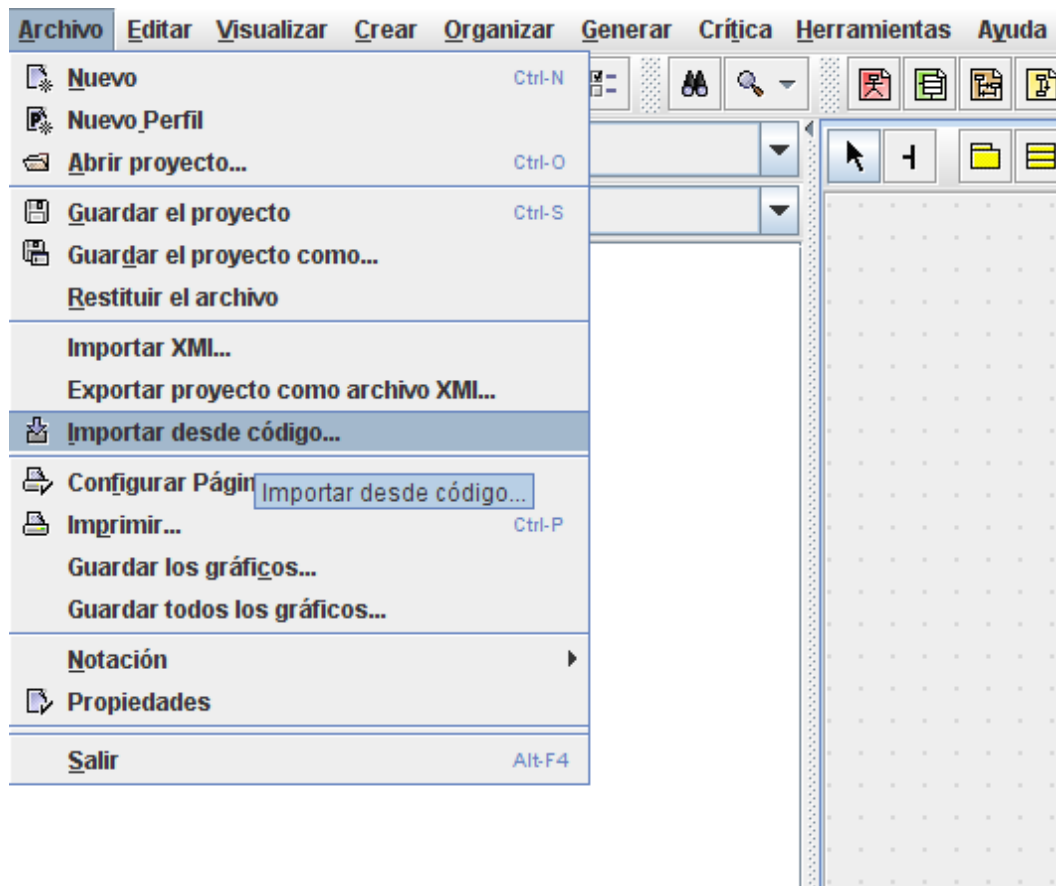 Archivo Editar Visualizar Crear Organizar Generar Crítica Herramientas Ayuda
Nuevo Ctrl-N
Nuevo Perfil
Abrir proyecto... Ctrl-O
Guardar el proyecto Ctrl-S
Guardar el proyecto como...
Restituir el archivo
Importar XMI...
Exportar proyecto como archivo XMI...
Importar desde código...
Configurar Págin
Importar desde código...
Imprimir... Ctrl-P
Guardar los gráficos...
Guardar todos los gráficos...
Notación
Propiedades
Salir Alt-F4